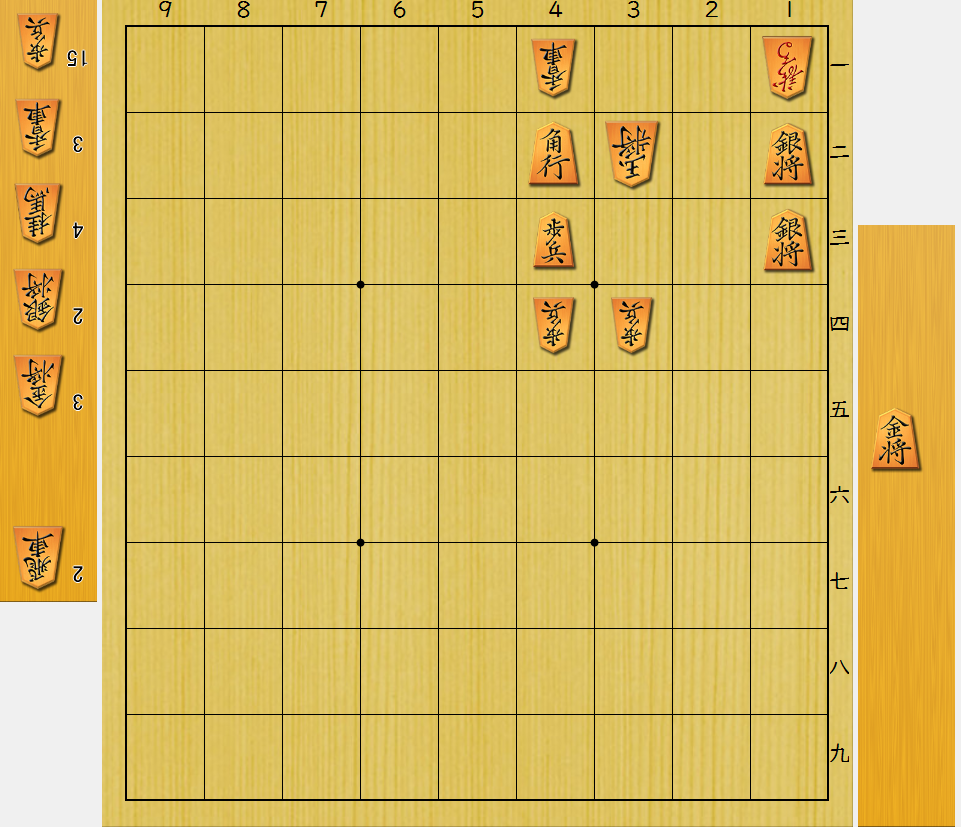 9 8 7 6 5 4 3 2 1
歩兵 15
香車 3
桂馬 4
銀将 2
金将 3
飛車 2
香車
一
角行 玉将 銀将 二
歩兵 銀将 三
歩兵 歩兵 四
五
六
七
八
九
金将